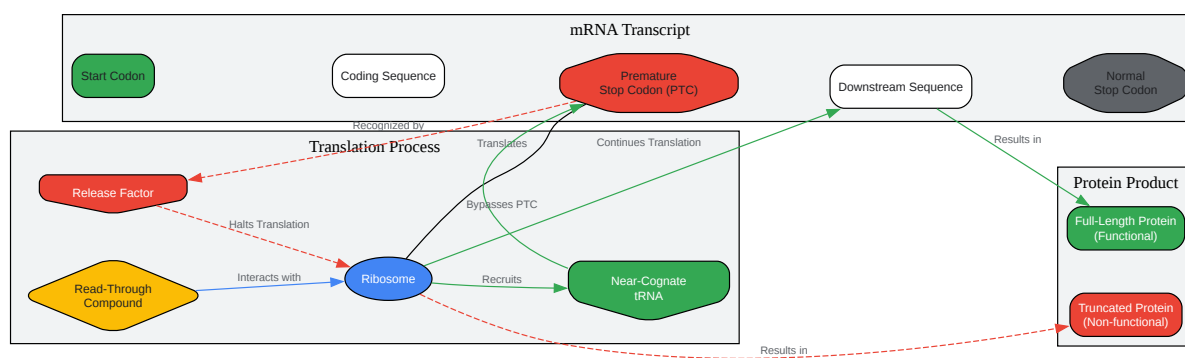 mRNA Transcript
Start Codon
Coding Sequence
Premature
Stop Codon (PTC)
Downstream Sequence
Normal
Stop Codon
Recognized by
Translation Process
Translates
Continues Translation
Results in
Release Factor
Protein Product
Bypasses PTC
Halts Translation
Full-Length Protein
(Functional)
Read-Through
Compound
Interacts with
Ribosome
Recruits
Near-Cognate
tRNA
Truncated Protein
(Non-functional)
Results in